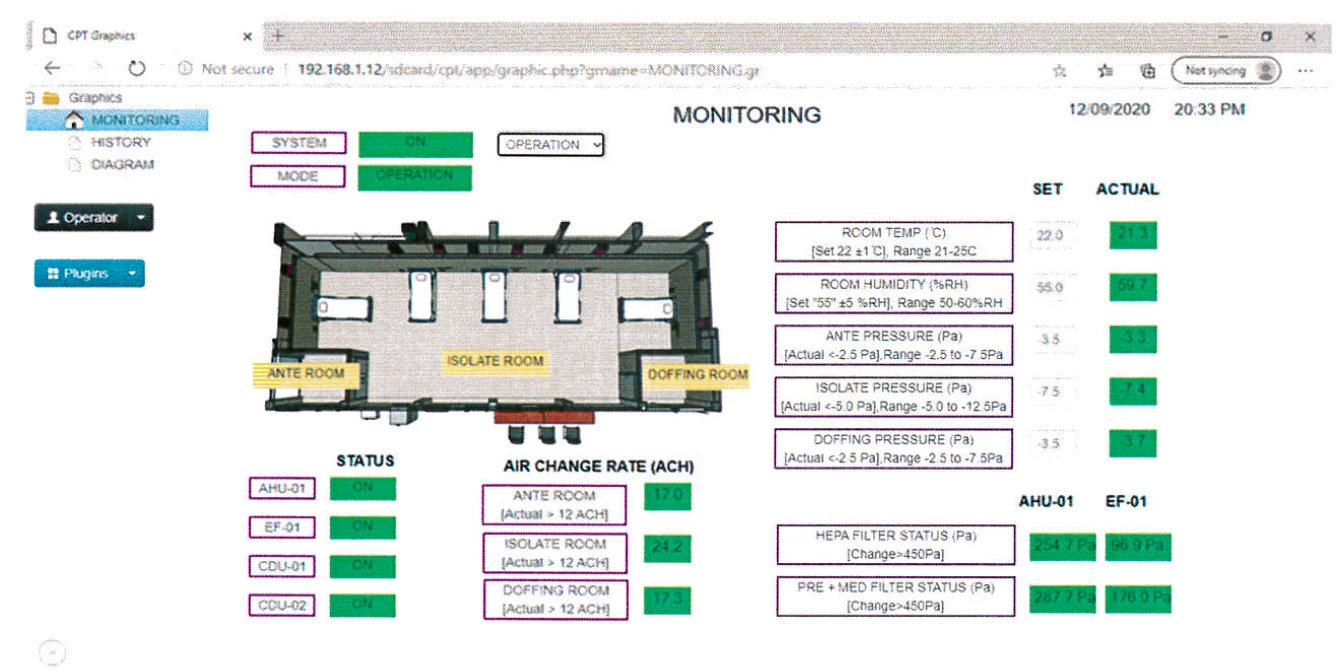 CPT Graphics
Not secure | 192.168.1.12/sdcard/cpt/app/graphic.php?grname=MONITORING.gr
Not syncing
Graphics
MONITORING
HISTORY
DIAGRAM
Operator
Plugins
MONITORING
12/09/2020 20:33 PM
SYSTEM ON OPERATION
MODE OPERATION
SET ACTUAL
ROOM TEMP (℃) 22.0 21.3
[Set 22 ±1℃], Range 21-25C
ROOM HUMIDITY (%RH) 55.0 59.7
[Set "55" ±5 %RH], Range 50-60%RH
ANTE PRESSURE (Pa) -3.5 -3.3
[Actual <-2.5 Pa],Range -2.5 to -7.5Pa
ISOLATE PRESSURE (Pa) -7.5 -7.4
[Actual <-5.0 Pa],Range -5.0 to -12.5Pa
DOFFING PRESSURE (Pa) -3.5 -3.7
[Actual <-2.5 Pa],Range -2.5 to -7.5Pa
ANTE ROOM
ISOLATE ROOM
DOFFING ROOM
STATUS
AHU-01 ON
EF-01 ON
CDU-01 ON
CDU-02 ON
AIR CHANGE RATE (ACH)
ANTE ROOM 17.0
[Actual > 12 ACH]
ISOLATE ROOM 24.2
[Actual > 12 ACH]
DOFFING ROOM 17.3
[Actual > 12 ACH]
AHU-01 EF-01
HEPA FILTER STATUS (Pa) 254.7 Pa 96.9 Pa
[Change>450Pa]
PRE + MED FILTER STATUS (Pa) 287.7 Pa 176.0 Pa
[Change>450Pa]